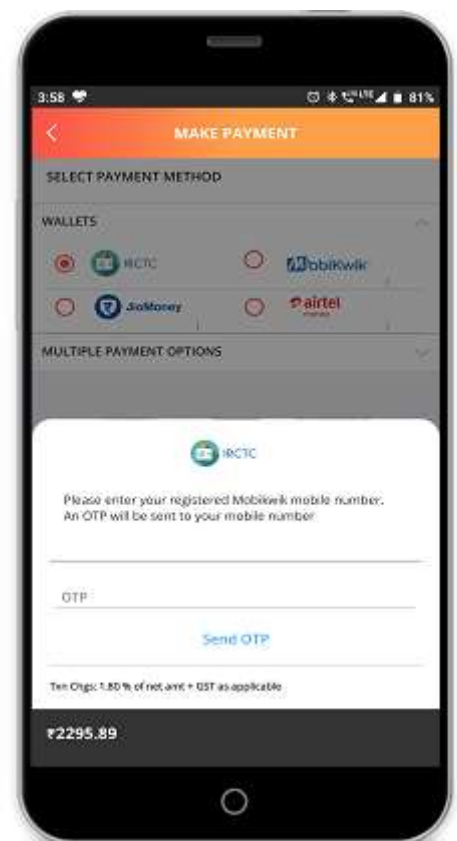 3:58
81%
MAKE PAYMENT
SELECT PAYMENT METHOD
WALLETS
IRCTC
MobiKwik
JioMoney
airtel
money
MULTIPLE PAYMENT OPTIONS
IRCTC
Please enter your registered Mobikwik mobile number.
An OTP will be sent to your mobile number
OTP
Send OTP
Txn Chgs: 1.80 % of net amt + GST as applicable
₹2295.89